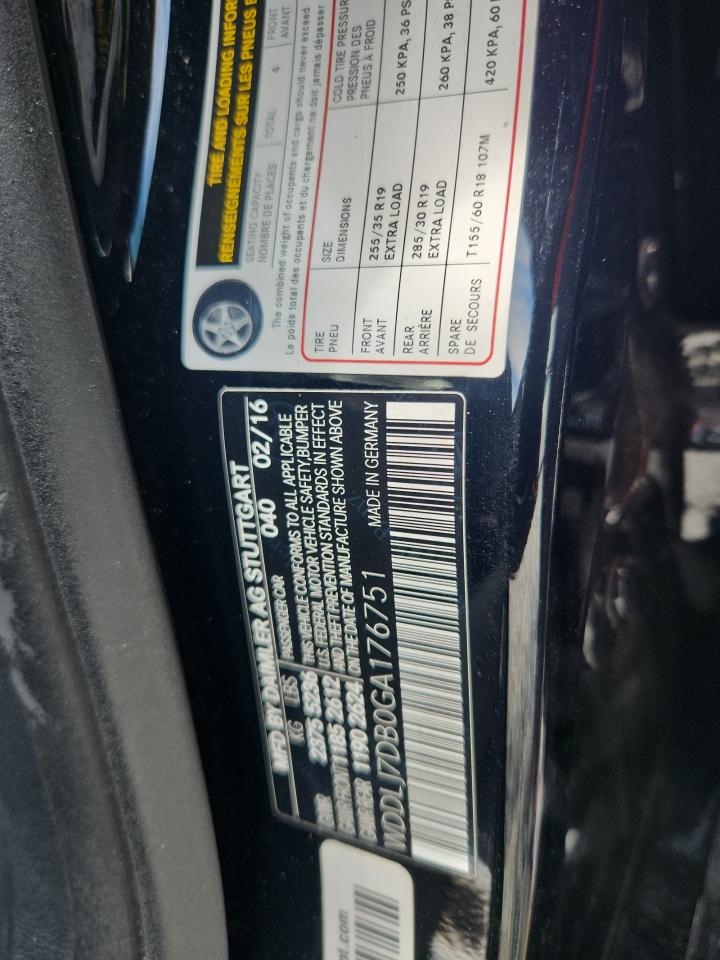 MFD BY DAIMLER AG STUTTGART
PASSENGER CAR 040 02/16
KG LBS
2375 5236
1185 2612
1190 2624
THIS VEHICLE CONFORMS TO ALL APPLICABLE
U.S. FEDERAL MOTOR VEHICLE SAFETY,BUMPER
AND THEFT PREVENTION STANDARDS IN EFFECT
ON THE DATE OF MANUFACTURE SHOWN ABOVE
MADE IN GERMANY
WDDLJ7DB0GA176751
TIRE AND LOADING INFOR
RENSEIGNEMENTS SUR LES PNEUS E
SEATING CAPACITY
NOMBRE DE PLACES
TOTAL 4
FRONT
AVANT
The combined weight of occupants and cargo should never exceed
Le poids total des occupants et du chargement ne doit jamais dépasser
TIRE
PNEU
SIZE
DIMENSIONS
COLD TIRE PRESSUR
PRESSION DES
PNEUS À FROID
FRONT
AVANT
255/35 R19
EXTRA LOAD
250 KPA, 36 PS
REAR
ARRIÈRE
285/30 R19
EXTRA LOAD
260 KPA, 38 P
SPARE
DE SECOURS
T155/60 R18 107M
420 KPA, 60